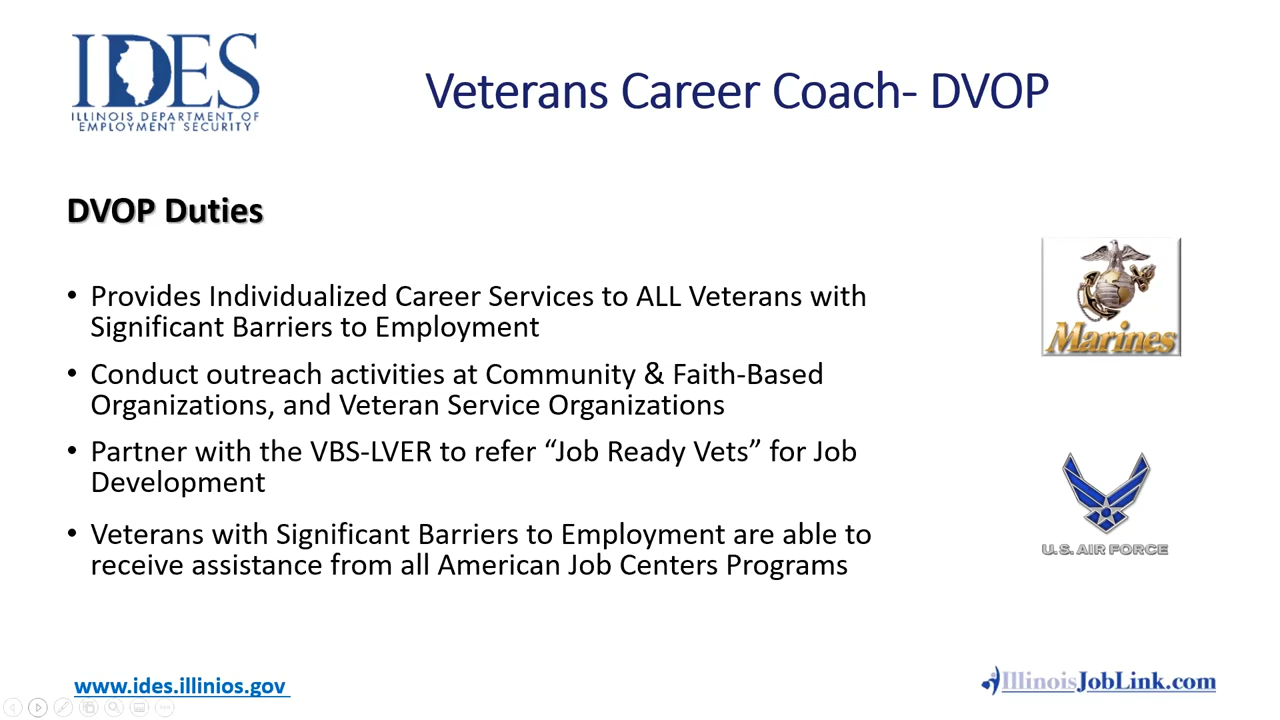 IDES
ILLINOIS DEPARTMENT OF
EMPLOYMENT SECURITY
Veterans Career Coach- DVOP
DVOP Duties
• Provides Individualized Career Services to ALL Veterans with
Significant Barriers to Employment
• Conduct outreach activities at Community & Faith-Based
Organizations, and Veteran Service Organizations
• Partner with the VBS-LVER to refer “Job Ready Vets” for Job
Development
• Veterans with Significant Barriers to Employment are able to
receive assistance from all American Job Centers Programs
Marines
U.S. AIR FORCE
www.ides.illinios.gov
IllinoisJobLink.com